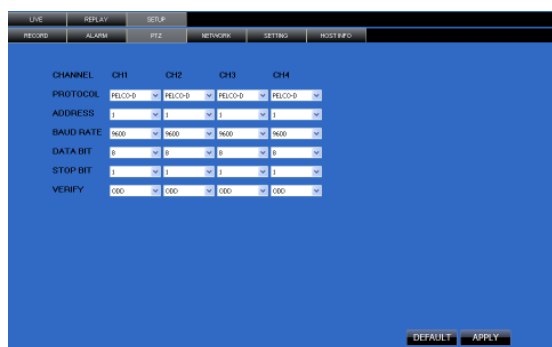 LIVE REPLAY SETUP
RECORD ALARM PTZ NETWORK SETTING HOST INFO
CHANNEL CH1 CH2 CH3 CH4
PROTOCOL PELCO-D PELCO-D PELCO-D PELCO-D
ADDRESS 1 1 1 1
BAUD RATE 9600 9600 9600 9600
DATA BIT 8 8 8 8
STOP BIT 1 1 1 1
VERIFY ODD ODD ODD ODD
DEFAULT APPLY